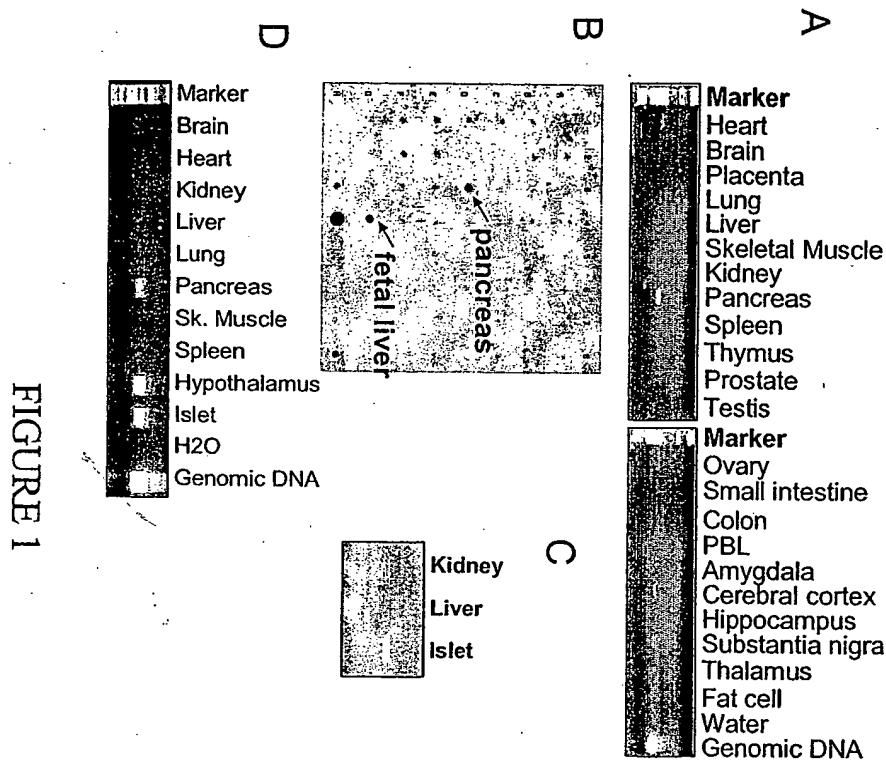 A
Marker
Heart
Brain
Placenta
Lung
Liver
Skeletal Muscle
Kidney
Pancreas
Spleen
Thymus
Prostate
Testis
Marker
Ovary
Small intestine
Colon
PBL
Amygdala
Cerebral cortex
Hippocampus
Substantia nigra
Thalamus
Fat cell
Water
Genomic DNA
B
pancreas
fetal liver
C
Kidney
Liver
Islet
D
Marker
Brain
Heart
Kidney
Liver
Lung
Pancreas
Sk. Muscle
Spleen
Hypothalamus
Islet
H2O
Genomic DNA
FIGURE 1